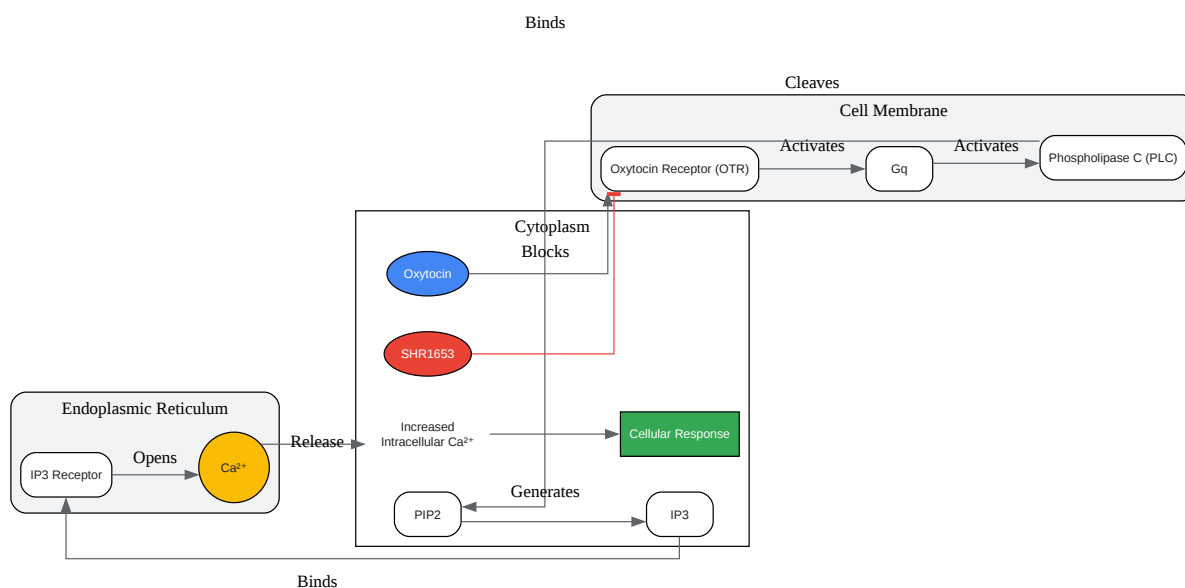 Binds
Cleaves
Cell Membrane
Activates
Activates
Oxytocin Receptor (OTR)
Gq
Phospholipase C (PLC)
Cytoplasm
Blocks
Oxytocin
SHR1653
Endoplasmic Reticulum
Release
Increased
Intracellular Ca²⁺
Cellular Response
IP3 Receptor
Opens
Ca²⁺
Generates
PIP2
IP3
Binds